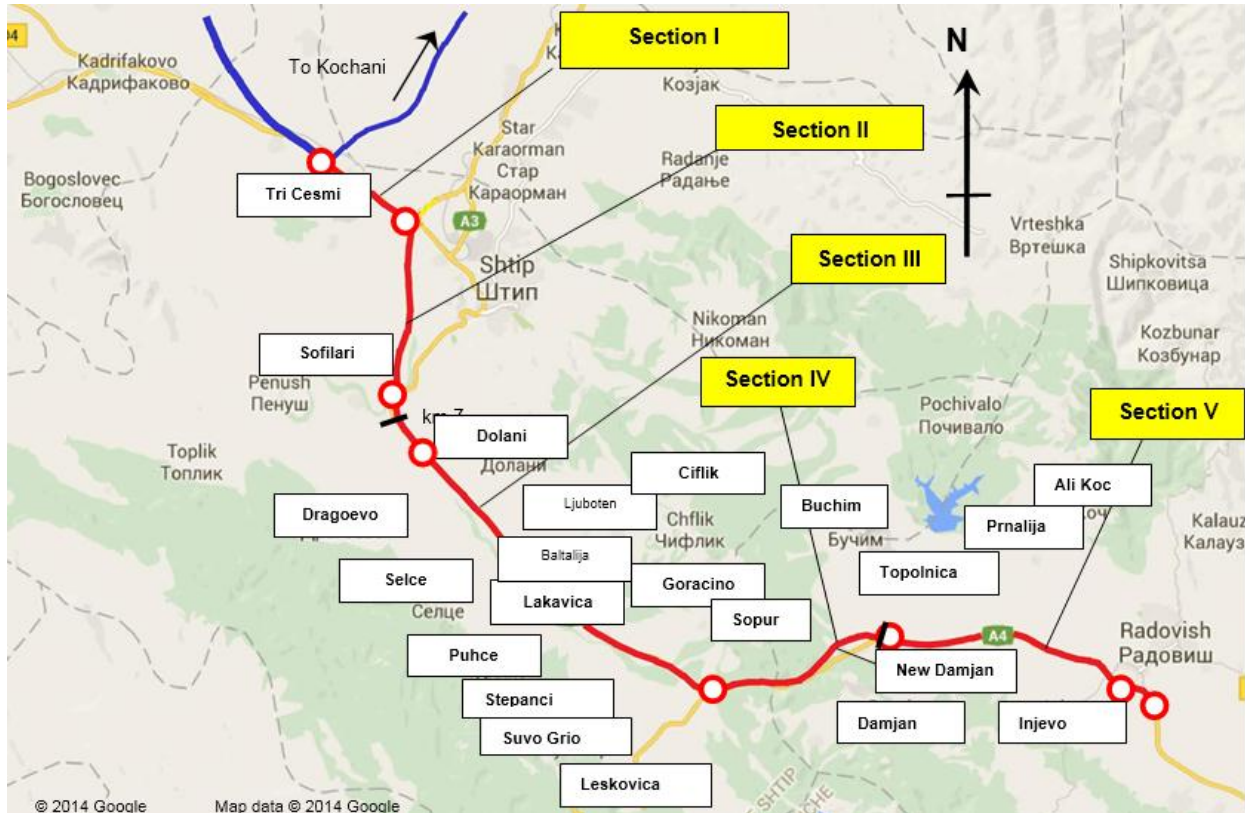 Section I
N
Kadrifakovo
Кадрифаково
To Kochani
Козјак
Section II
Star
Karaorman
Стар
Караорман
Radanje
Радање
Bogoslovec
Богословец
Tri Cesmi
A3
Vrteshka
Вртешка
Section III
Shtip
Штип
Shipkovitsa
Шипковица
Nikoman
Никоман
Kozbunar
Козбунар
Sofilari
Penush
Пенуш
Section IV
Pochivalo
Почивало
Section V
Dolani
Долани
Toplik
Топлик
Ciflik
Ali Koc
Ljuboten
Buchim
Бучим
Dragoevo
Prnalija
Chflik
Чифлик
Kalauz
Калауз
Baltalija
Selce
Селце
Goracino
Topolnica
Lakavica
Sopur
A4
Radovish
Радовиш
Puhce
New Damjan
Stepanci
Damjan
Injevo
Suvo Grio
Leskovica
© 2014 Google
Map data © 2014 Google